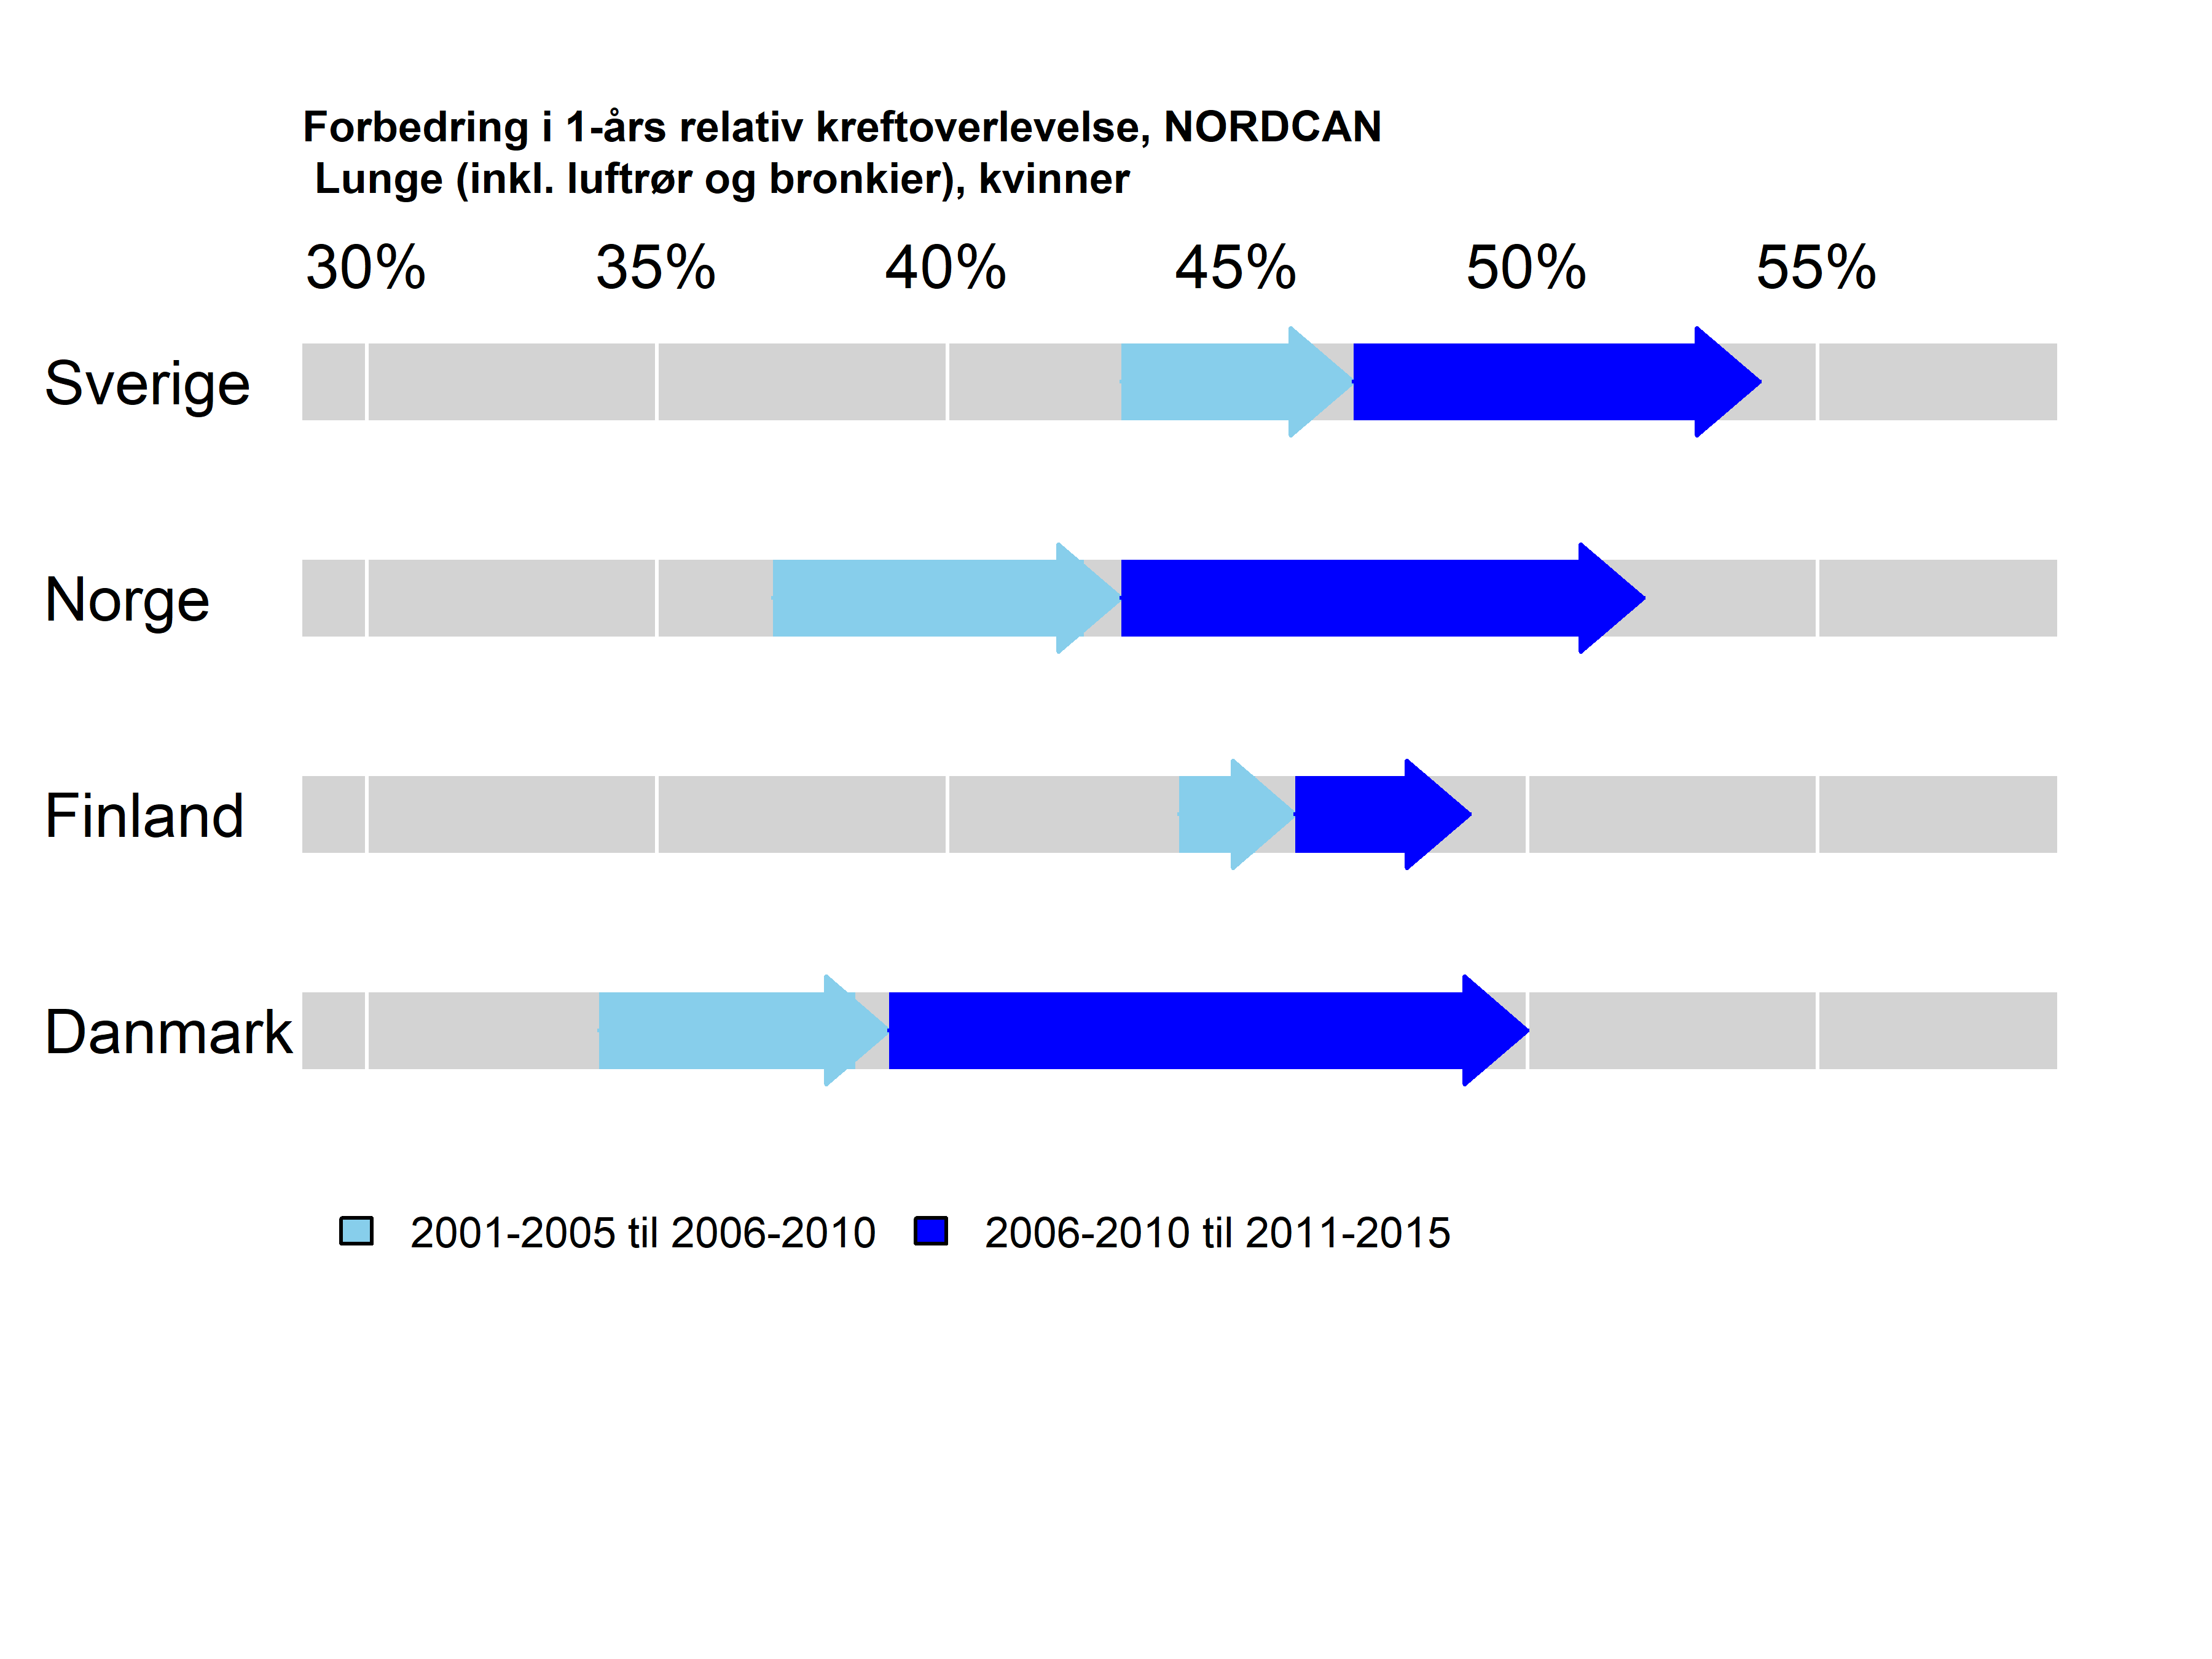 Forbedring i 1-års relativ kreftoverlevelse, NORDCAN
Lunge (inkl. luftrør og bronkier), kvinner
30% 35% 40% 45% 50% 55%
Sverige
Norge
Finland
Danmark
2001-2005 til 2006-2010 2006-2010 til 2011-2015